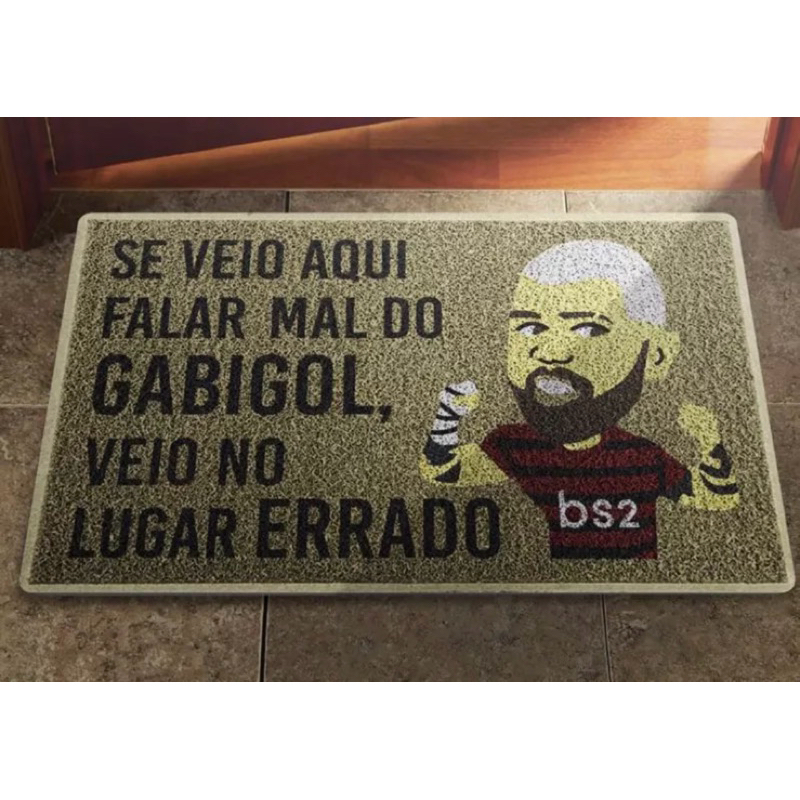 SE VEIO AQUI
FALAR MAL DO
GABIGOL,
VEIO NO
LUGAR ERRADO
bs2